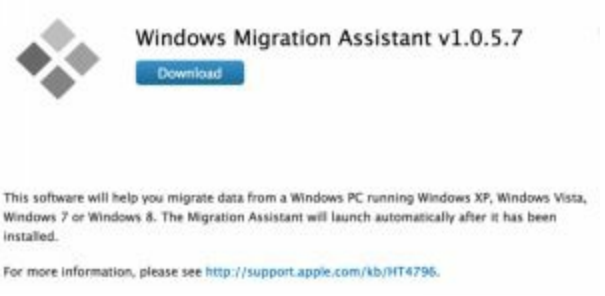 Windows Migration Assistant v1.0.5.7
Download
This software will help you migrate data from a Windows PC running Windows XP, Windows Vista,
Windows 7 or Windows 8. The Migration Assistant will launch automatically after it has been
installed.
For more information, please see http://support.apple.com/kb/HT4796.